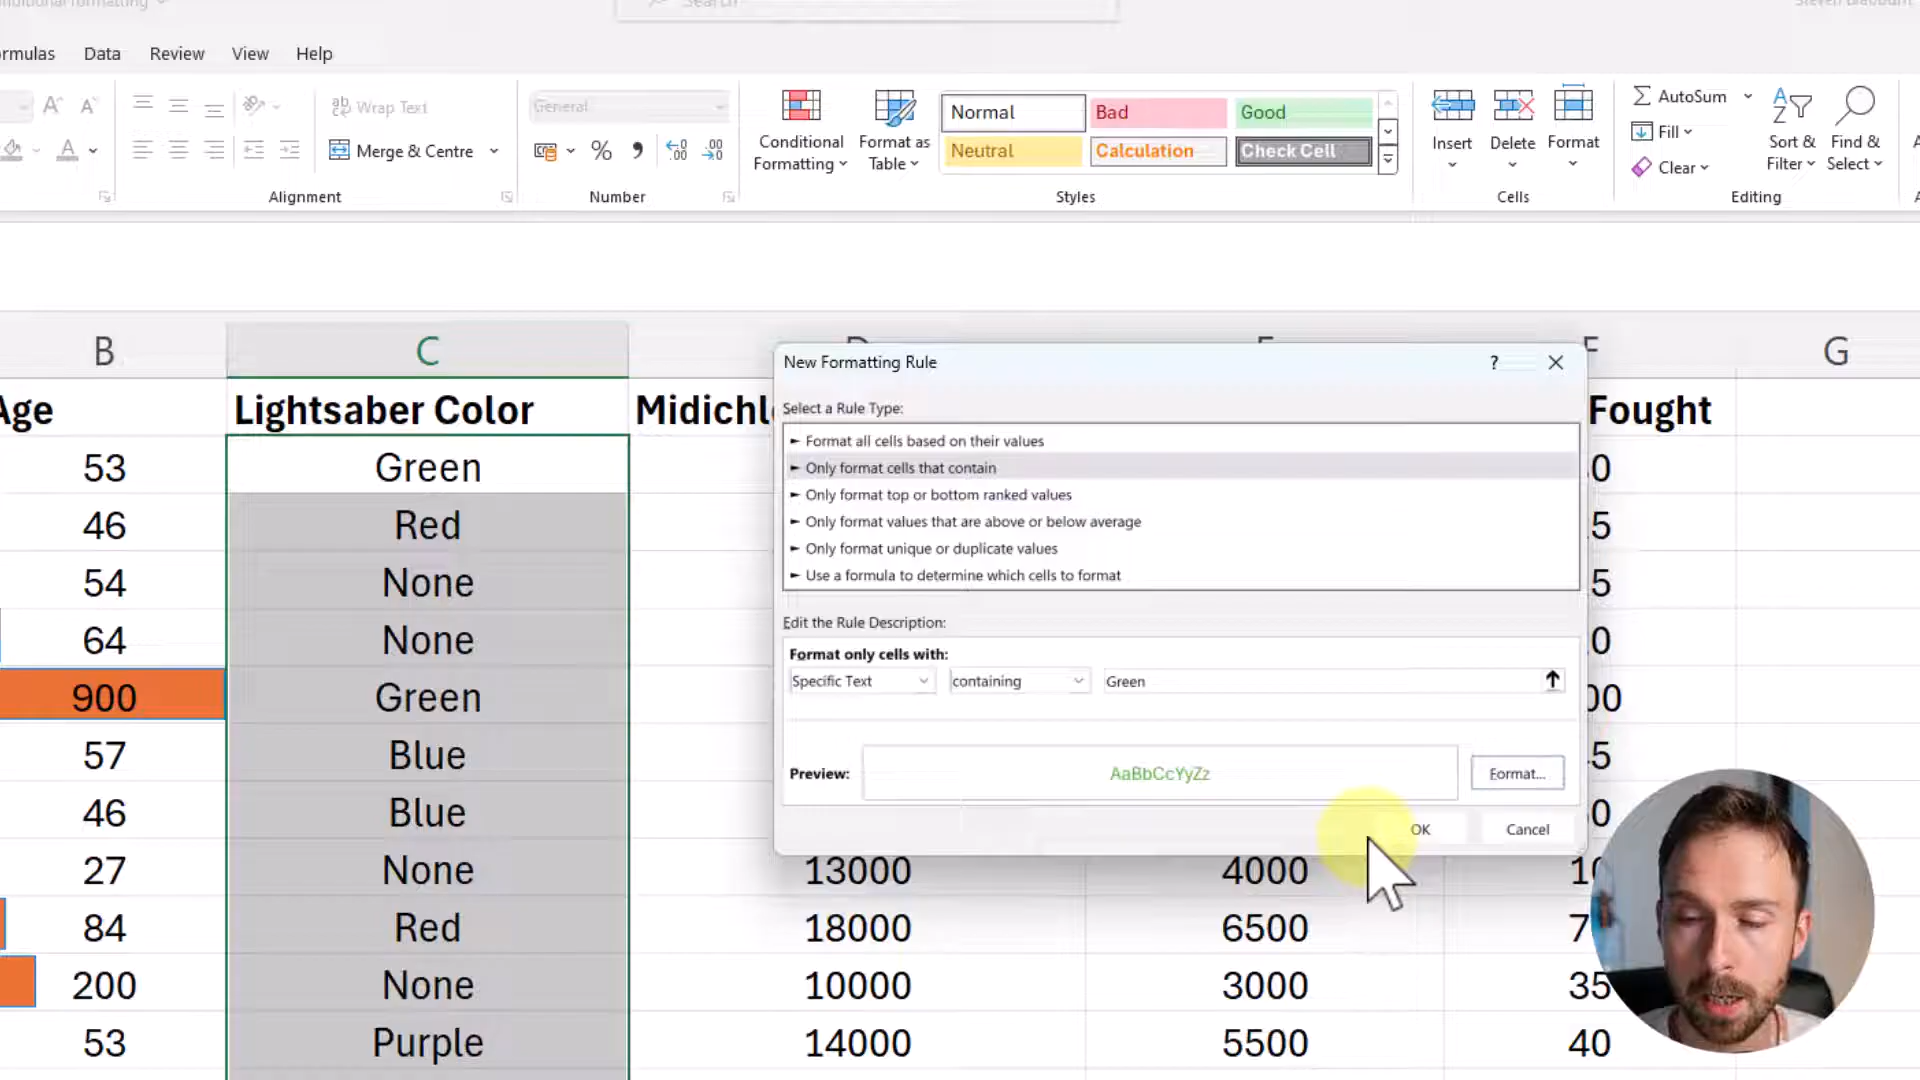 Search
Formulas Data Review View Help
Wrap Text
General
Conditional Formatting
Format as Table
Normal Bad Good
Neutral Calculation Check Cell
Insert Delete Format
AutoSum
Fill
Clear
Sort & Filter
Find & Select
Merge & Centre
Alignment Number Styles Cells Editing
B C D E F G
Age Lightsaber Color Fought
53 Green
46 Red
54 None
64 None
900 Green
57 Blue
46 Blue
27 None 13000 4000
84 Red 18000 6500
200 None 10000 3000 35
53 Purple 14000 5500 40
New Formatting Rule ?
Select a Rule Type:
► Format all cells based on their values
► Only format cells that contain
► Only format top or bottom ranked values
► Only format values that are above or below average
► Only format unique or duplicate values
► Use a formula to determine which cells to format
Edit the Rule Description:
Format only cells with:
Specific Text containing Green
Preview: AaBbCcYyZz Format...
OK Cancel